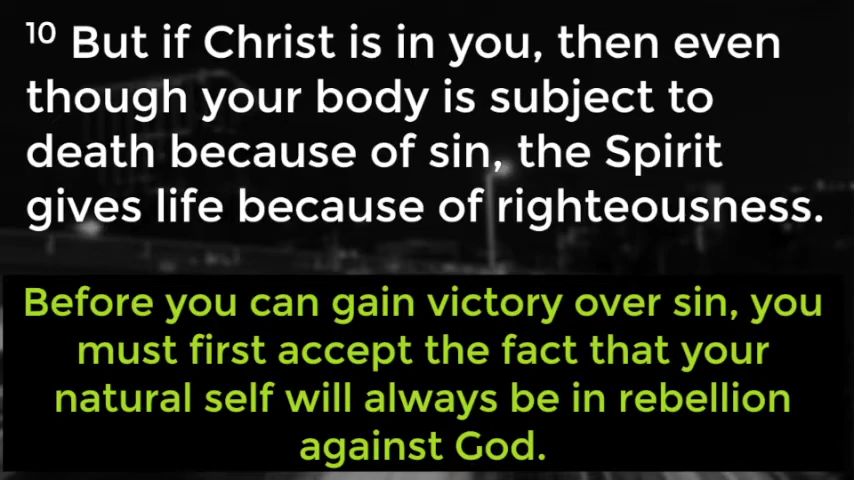 10 But if Christ is in you, then even
though your body is subject to
death because of sin, the Spirit
gives life because of righteousness.
Before you can gain victory over sin, you
must first accept the fact that your
natural self will always be in rebellion
against God.